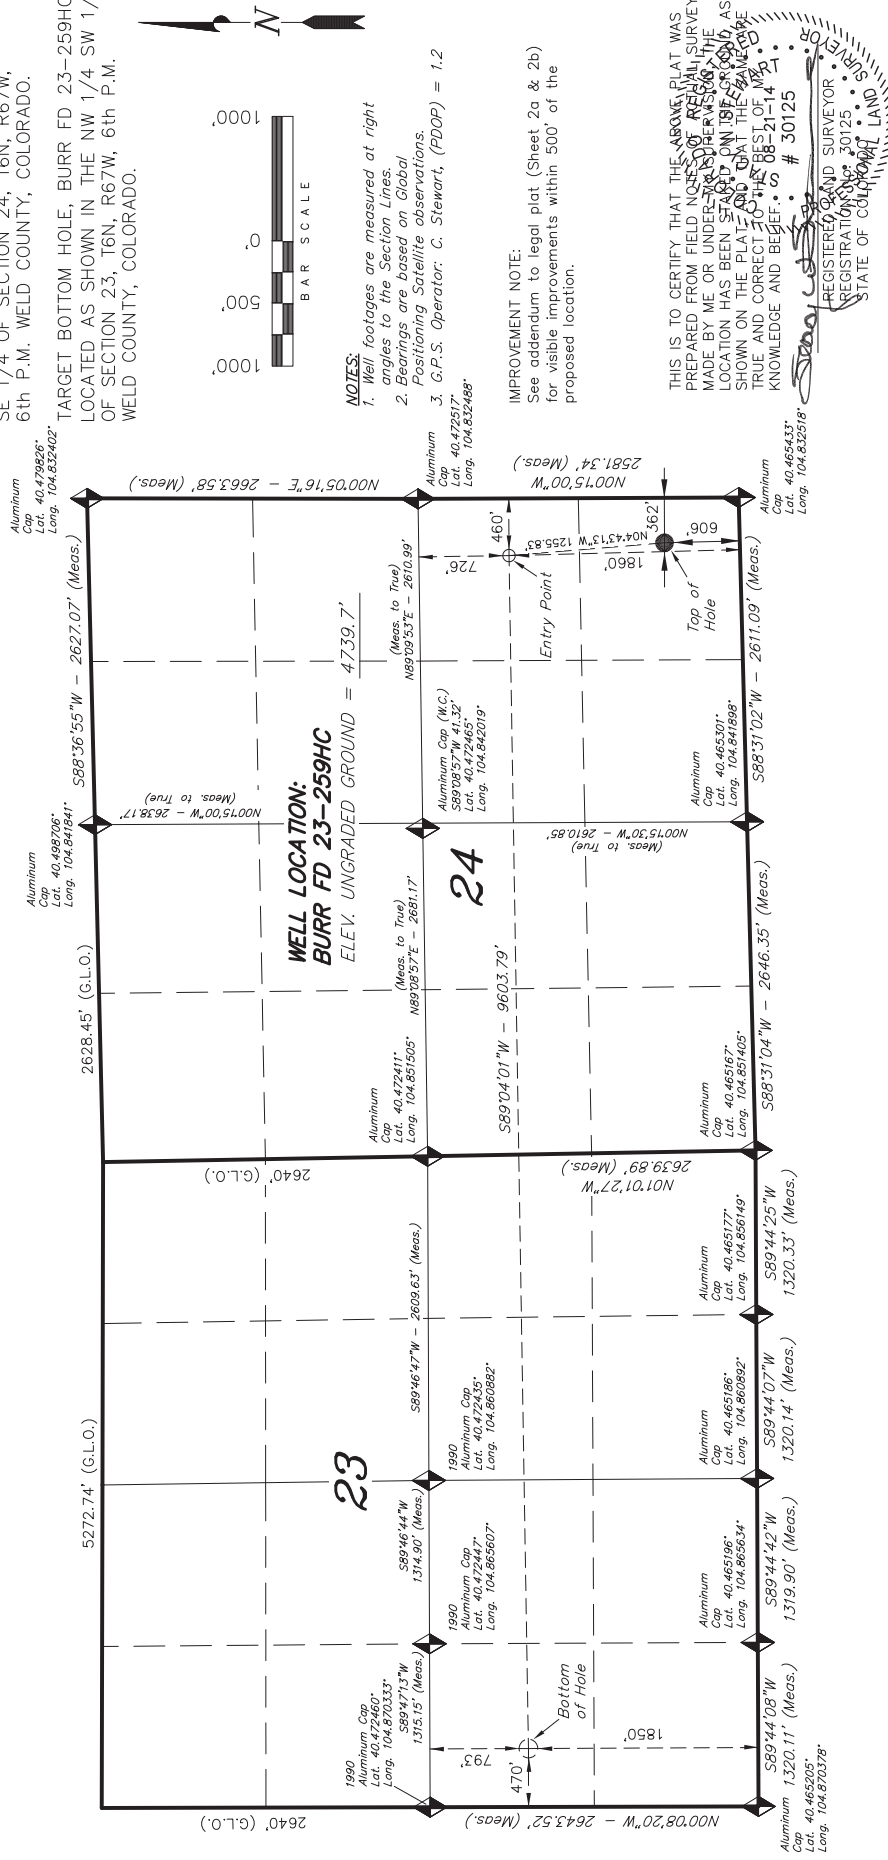 SE 1/4 OF SECTION 24, T6N, R67W,
6th P.M. WELD COUNTY, COLORADO.
TARGET BOTTOM HOLE, BURR FD 23-259HC
LOCATED AS SHOWN IN THE NW 1/4 SW 1/
OF SECTION 23, T6N, R67W, 6th P.M.
WELD COUNTY, COLORADO.
N
1000' 500' 0' 1000'
BAR SCALE
NOTES:
1. Well footages are measured at right
angles to the Section Lines.
2. Bearings are based on Global
Positioning Satellite observations.
3. G.P.S. Operator: C. Stewart, (PDOP) = 1.2
IMPROVEMENT NOTE:
See addendum to legal plat (Sheet 2a & 2b)
for visible improvements within 500' of the
proposed location.
THIS IS TO CERTIFY THAT THE ABOVE PLAT WAS
PREPARED FROM FIELD NOTES OF ACTUAL SURVEY
MADE BY ME OR UNDER MY SUPERVISION THE
LOCATION HAS BEEN STAKED ON THE GROUND, AS
SHOWN ON THE PLAT AND THAT THE SAME ARE
TRUE AND CORRECT TO THE BEST OF MY
KNOWLEDGE AND BELIEF.
REGISTERED LAND SURVEYOR
REGISTRATION No. 30125
STATE OF COLORADO
REGISTERED
STEWART
08-21-14
# 30125
PROFESSIONAL LAND SURVEYOR
5272.74' (G.L.O.)
2628.45' (G.L.O.)
Aluminum
Cap
Lat. 40.498706°
Long. 104.841841°
S88°36'55"W - 2627.07' (Meas.)
Aluminum
Cap
Lat. 40.479826°
Long. 104.832402°
2640' (G.L.O.)
2640' (G.L.O.)
N00°15'00"W - 2638.17'
(Meas. to True)
N00°05'16"E - 2663.58' (Meas.)
23
WELL LOCATION:
BURR FD 23-259HC
ELEV. UNGRADED GROUND = 4739.7'
24
1990
Aluminum Cap
Lat. 40.472460°
Long. 104.870333°
S89°47'13"W
1315.15' (Meas.)
1990
Aluminum Cap
Lat. 40.472447°
Long. 104.865607°
S89°46'44"W
1314.90' (Meas.)
1990
Aluminum Cap
Lat. 40.472435°
Long. 104.860882°
S89°46'47"W - 2609.63' (Meas.)
Aluminum
Cap
Lat. 40.472411°
Long. 104.851505°
(Meas. to True)
N89°08'57"E - 2681.17'
Aluminum Cap (W.C.)
S89°08'57"W 41.32'
Lat. 40.472465°
Long. 104.842019°
(Meas. to True)
N89°09'53"E - 2610.99'
Aluminum
Cap
Lat. 40.472517°
Long. 104.832488°
793'
470'
Bottom
of Hole
1850'
N00°08'20"W - 2643.52' (Meas.)
S89°04'01"W - 9603.79'
N01°01'27"W
2639.89' (Meas.)
N00°15'30"W - 2610.85'
(Meas. to True)
726'
460'
Entry Point
N04°43'13"W 1255.83'
1860'
362'
Top of
Hole
606'
N00°15'00"W
2581.34' (Meas.)
Aluminum
Cap
Lat. 40.465205°
Long. 104.870378°
S89°44'08"W
1320.11' (Meas.)
Aluminum
Cap
Lat. 40.465196°
Long. 104.865634°
S89°44'42"W
1319.90' (Meas.)
Aluminum
Cap
Lat. 40.465186°
Long. 104.860892°
S89°44'07"W
1320.14' (Meas.)
Aluminum
Cap
Lat. 40.465177°
Long. 104.856149°
S89°44'25"W
1320.33' (Meas.)
Aluminum
Cap
Lat. 40.465167°
Long. 104.851405°
S88°31'04"W - 2646.35' (Meas.)
Aluminum
Cap
Lat. 40.465301°
Long. 104.841898°
S88°31'02"W - 2611.09' (Meas.)
Aluminum
Cap
Lat. 40.465433°
Long. 104.832518°